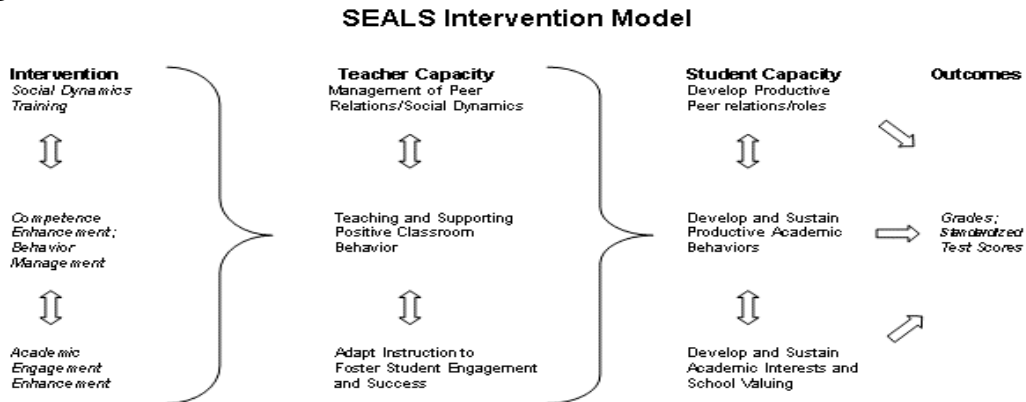 SEALS Intervention Model
Intervention
Social Dynamics
Training
Competence
Enhancement;
Behavior
Management
Academic
Engagement
Enhancement
Teacher Capacity
Management of Peer
Relations/Social Dynamics
Teaching and Supporting
Positive Classroom
Behavior
Adapt Instruction to
Foster Student Engagement
and Success
Student Capacity
Develop Productive
Peer relations/roles
Develop and Sustain
Productive Academic
Behaviors
Develop and Sustain
Academic Interests and
School Valuing
Outcomes
Grades;
Standardized
Test Scores